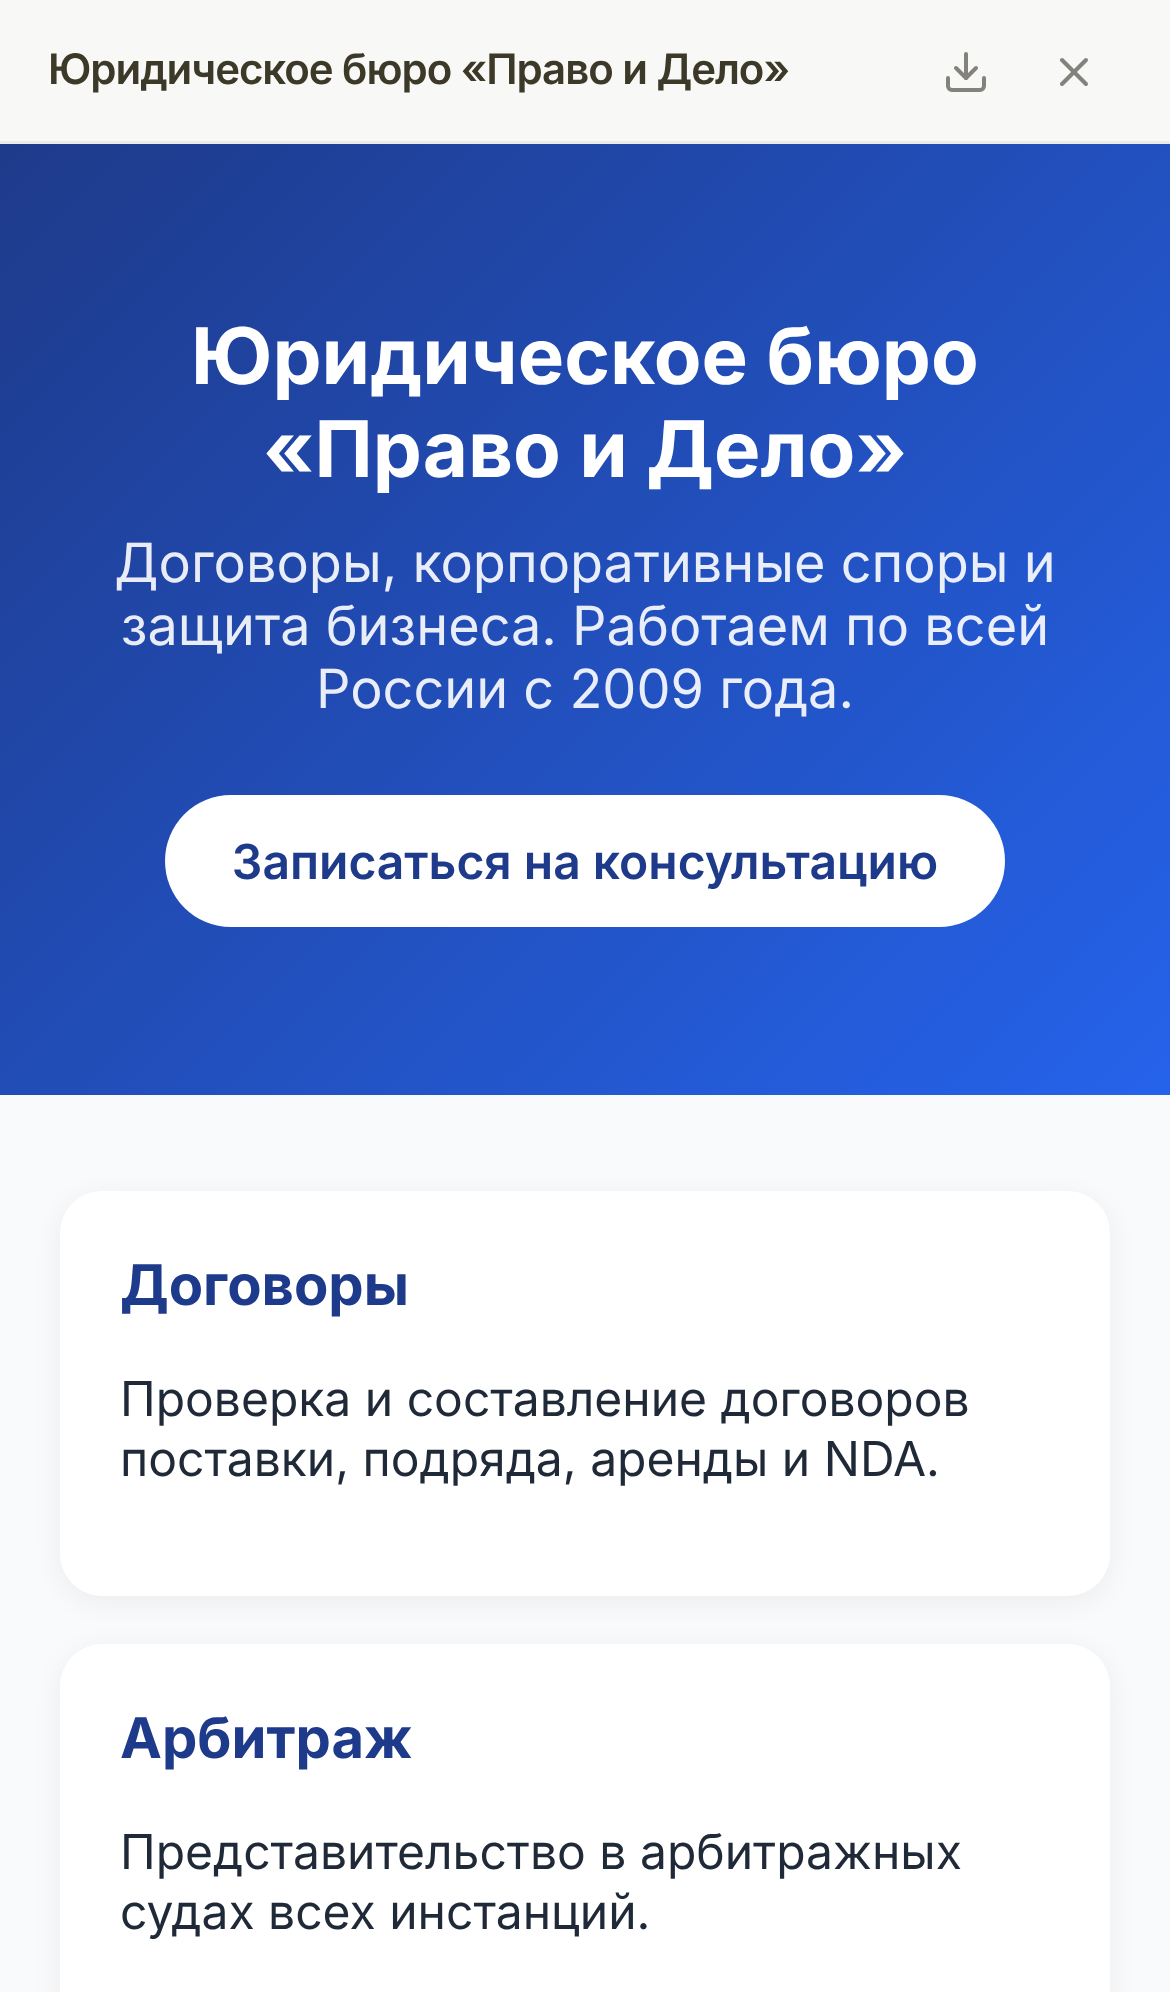 Юридическое бюро «Право и Дело»
Юридическое бюро
«Право и Дело»
Договоры, корпоративные споры и
защита бизнеса. Работаем по всей
России с 2009 года.
Записаться на консультацию
Договоры
Проверка и составление договоров
поставки, подряда, аренды и NDA.
Арбитраж
Представительство в арбитражных
судах всех инстанций.